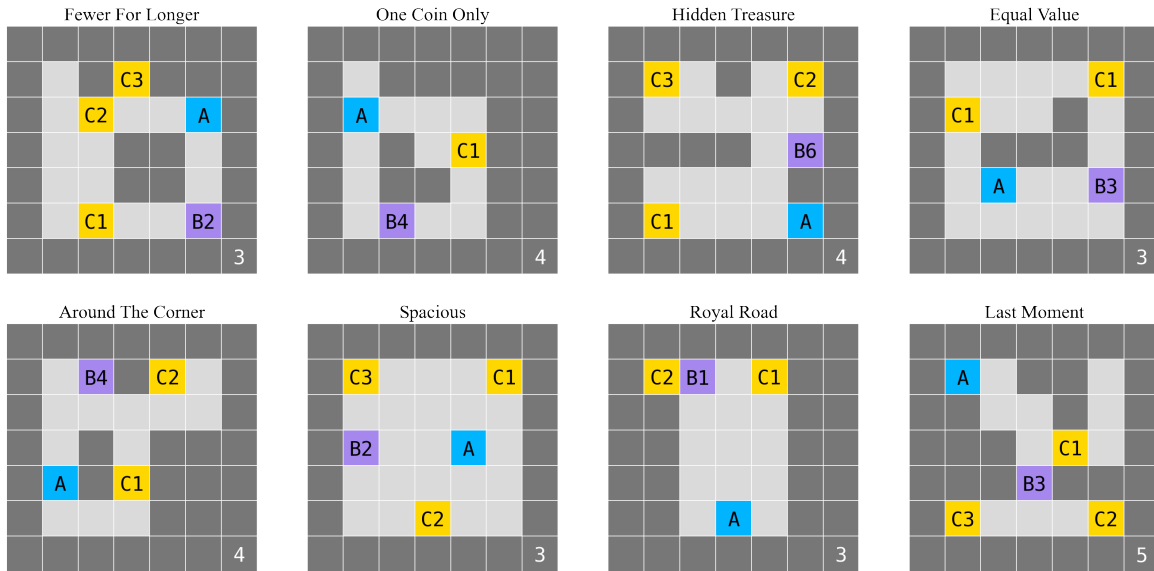 Fewer For Longer
C3
C2 A
C1 B2
3
One Coin Only
A
C1
B4
4
Hidden Treasure
C3 C2
B6
C1 A
4
Equal Value
C1
C1
A B3
3
Around The Corner
B4 C2
A C1
4
Spacious
C3 C1
B2 A
C2
3
Royal Road
C2 B1 C1
A
3
Last Moment
A
C1
B3
C3 C2
5